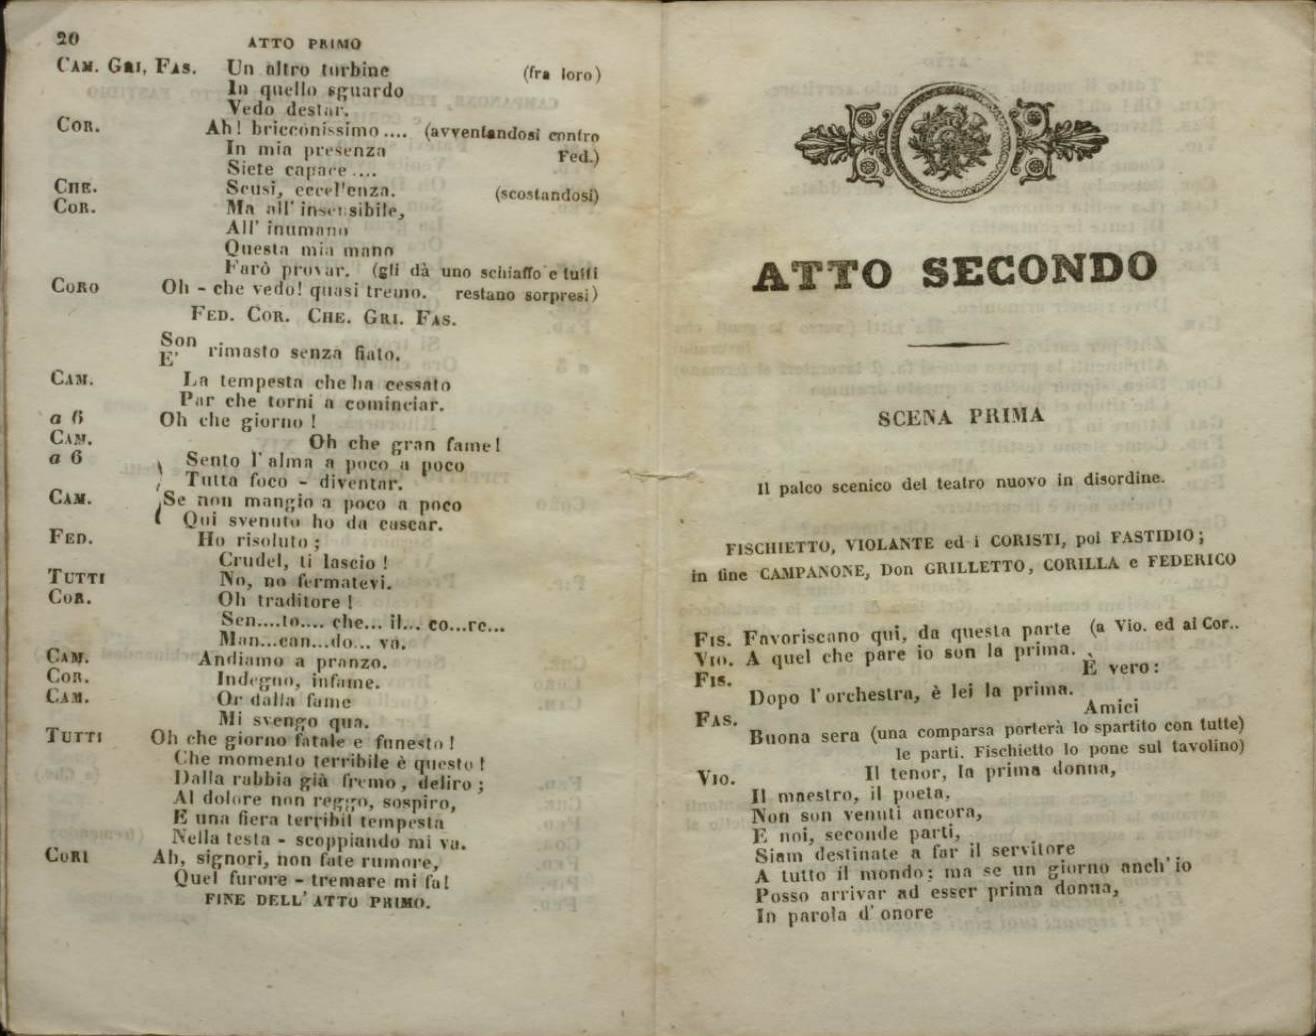 20
ATTO PRIMO
CAM. GRI, FAS. Un altro turbine (fra loro)
In quello sguardo
Vedo destar.
COR. Ah! bricconissimo.... (avventandosi contro
In mia presenza Fed.)
Siete capace....
CHE. Scusi, eccel'enza. (scostandosi)
COR. Ma all' insensibile,
All' inumano
Questa mia mano
Farò provar. (gli dà uno schiaffo e tutti
CORO Oh - che vedo! quasi tremo. restano sorpresi)
FED. COR. CHE. GRI. FAS.
Son
E' rimasto senza fiato.
CAM. La tempesta che ha cessato
Par che torni a cominciar.
a 6 Oh che giorno!
CAM. Oh che gran fame!
a 6 Sento l'alma a poco a poco
Tutta foco - diventar.
CAM. Se non mangio a poco a poco
Qui svenuto ho da cascar.
FED. Ho risoluto;
Crudel, ti lascio!
TUTTI No, no fermatevi.
COR. Oh traditore!
Sen....to.... che... il... co...re...
Man...can...do... va.
CAM. Andiamo a pranzo.
COR. Indegno, infame.
CAM. Or dalla fame
Mi svengo qua.
TUTTI Oh che giorno fatale e funesto!
Che momento terribile è questo!
Dalla rabbia già fremo, deliro;
Al dolore non reggo, sospiro,
E una fiera terribil tempesta
Nella testa - scoppiando mi va.
CORI Ah, signori, non fate rumore,
Quel furore - tremare mi fa!
FINE DELL' ATTO PRIMO.
ATTO SECONDO
SCENA PRIMA
Il palco scenico del teatro nuovo in disordine.
FISCHIETTO, VIOLANTE ed i CORISTI, poi FASTIDIO;
in fine CAMPANONE, Don GRILLETTO, CORILLA e FEDERICO
FIS. Favoriscano qui, da questa parte (a Vio. ed ai Cor..
VIO. A quel che pare io son la prima.
FIS. È vero:
Dopo l'orchestra, è lei la prima.
FAS. Amici
Buona sera (una comparsa porterà lo spartito con tutte)
le parti. Fischietto lo pone sul tavolino)
VIO. Il tenor, la prima donna,
Il maestro, il poeta,
Non son venuti ancora,
E noi, seconde parti,
Siam destinate a far il servitore
A tutto il mondo; ma se un giorno anch'io
Posso arrivar ad esser prima donna,
In parola d'onore